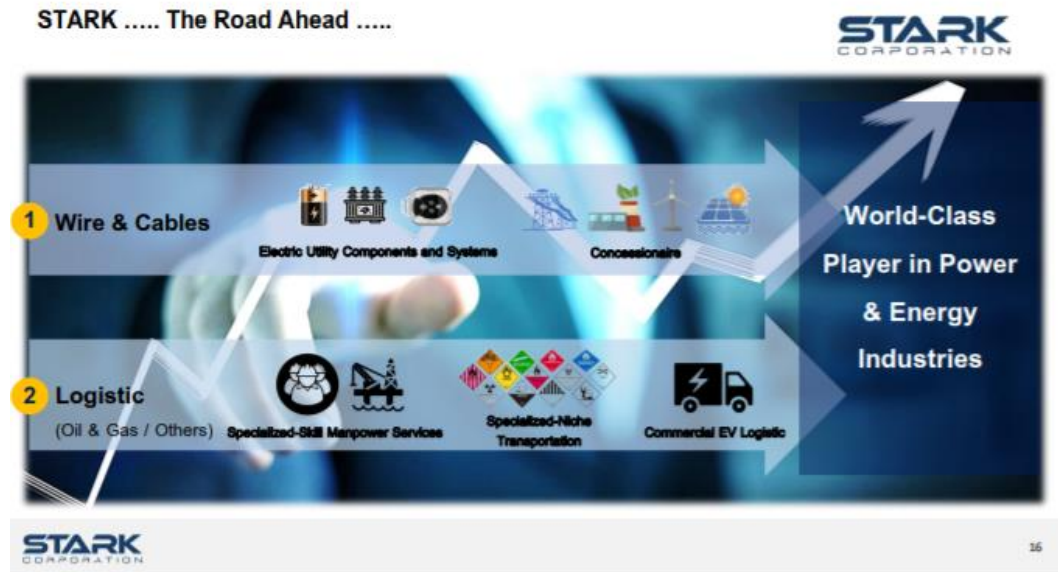 STARK ..... The Road Ahead .....
STARK
CORPORATION
1 Wire & Cables
Electric Utility Components and Systems
Concessionaire
World-Class
Player in Power
& Energy
Industries
2 Logistic
(Oil & Gas / Others)
Specialized-Skill Manpower Services
Specialized-Niche
Transportation
Commercial EV Logistic
STARK
CORPORATION
16